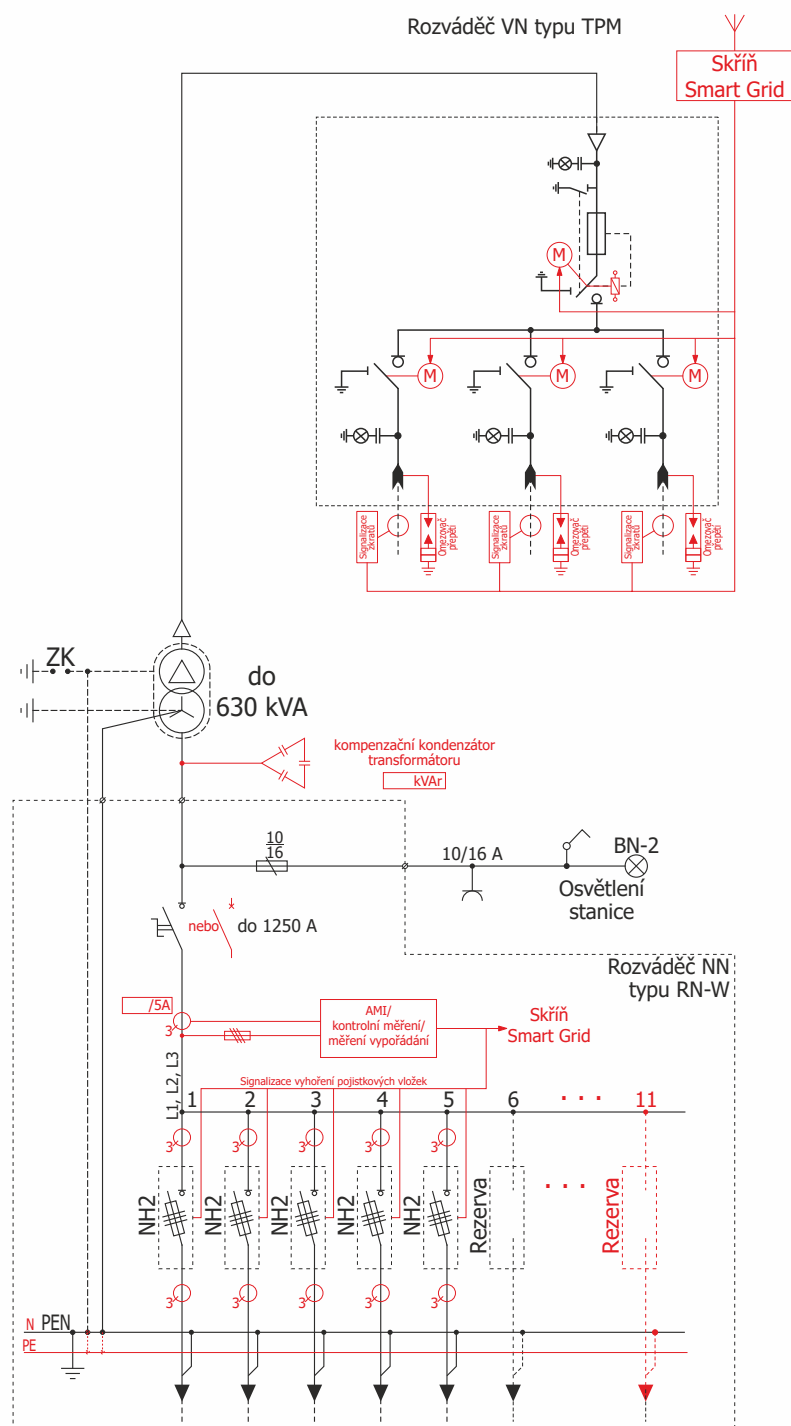 Rozváděč VN typu TPM
Skříň
Smart Grid
M
M
M
M
Signalizace
zkratů
Omezovač
přepětí
Signalizace
zkratů
Omezovač
přepětí
Signalizace
zkratů
Omezovač
přepětí
ZK
do
630 kVA
kompenzační kondenzátor
transformátoru
kVAr
10
16
10/16 A
BN-2
Osvětlení
stanice
nebo
do 1250 A
Rozváděč NN
typu RN-W
/5A
3
AMI/
kontrolní měření/
měření vypořádání
Skříň
Smart Grid
L1, L2, L3
Signalizace vyhoření pojistkových vložek
1 2 3 4 5 6 . . . 11
3 3 3 3 3
NH2 NH2 NH2 NH2 NH2 Rezerva . . . Rezerva
3 3 3 3 3
N PEN
PE